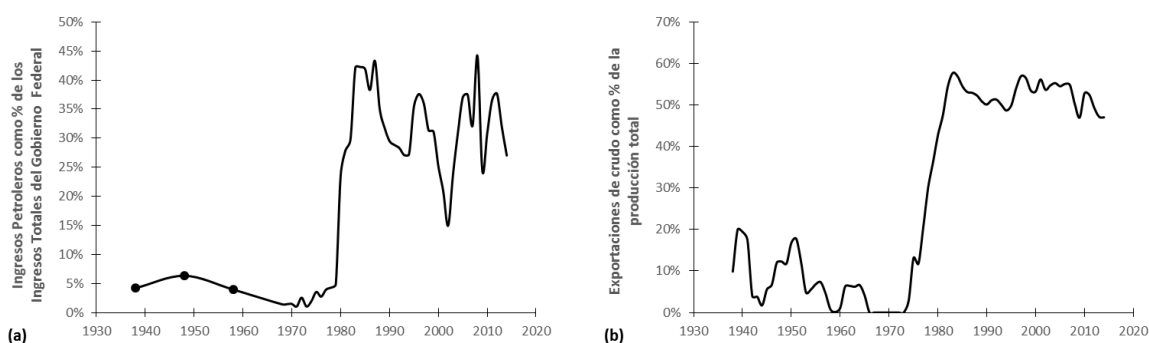 Ingresos Petroleros como % de los
Ingresos Totales del Gobierno Federal
50%
45%
40%
35%
30%
25%
20%
15%
10%
5%
0%
1930 1940 1950 1960 1970 1980 1990 2000 2010 2020
(a)
Exportaciones de crudo como % de la
producción total
70%
60%
50%
40%
30%
20%
10%
0%
1930 1940 1950 1960 1970 1980 1990 2000 2010 2020
(b)